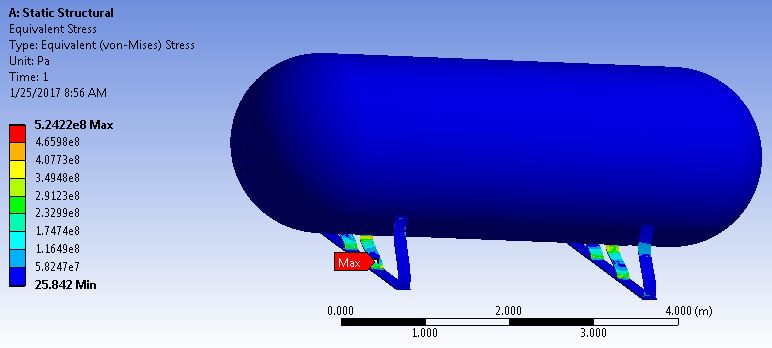 A: Static Structural
Equivalent Stress
Type: Equivalent (von-Mises) Stress
Unit: Pa
Time: 1
1/25/2017 8:56 AM
5.2422e8 Max
4.6598e8
4.0773e8
3.4948e8
2.9123e8
2.3299e8
1.7474e8
1.1649e8
5.8247e7
25.842 Min
Max
0.000 2.000 4.000 (m)
1.000 3.000